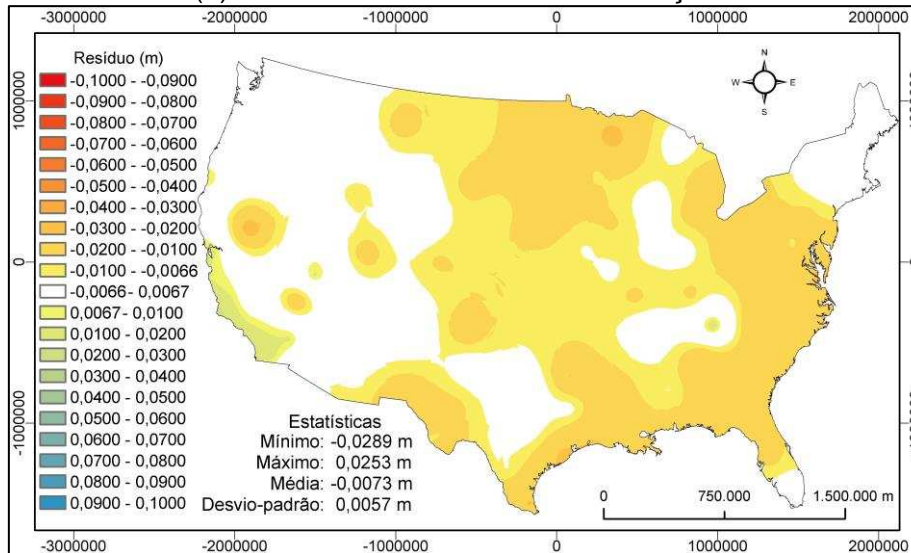 -3000000 -2000000 -1000000 0 1000000 2000000
Resíduo (m)
-0,1000 - -0,0900
-0,0900 - -0,0800
-0,0800 - -0,0700
-0,0700 - -0,0600
-0,0600 - -0,0500
-0,0500 - -0,0400
-0,0400 - -0,0300
-0,0300 - -0,0200
-0,0200 - -0,0100
-0,0100 - -0,0066
-0,0066- 0,0067
0,0067- 0,0100
0,0100 - 0,0200
0,0200 - 0,0300
0,0300 - 0,0400
0,0400 - 0,0500
0,0500 - 0,0600
0,0600 - 0,0700
0,0700 - 0,0800
0,0800 - 0,0900
0,0900 - 0,1000
1000000
0
-1000000
N
W E
S
Estatísticas
Mínimo: -0,0289 m
Máximo: 0,0253 m
Média: -0,0073 m
Desvio-padrão: 0,0057 m
0 750.000 1.500.000 m
0
-3000000 -2000000 -1000000 0 1000000 2000000